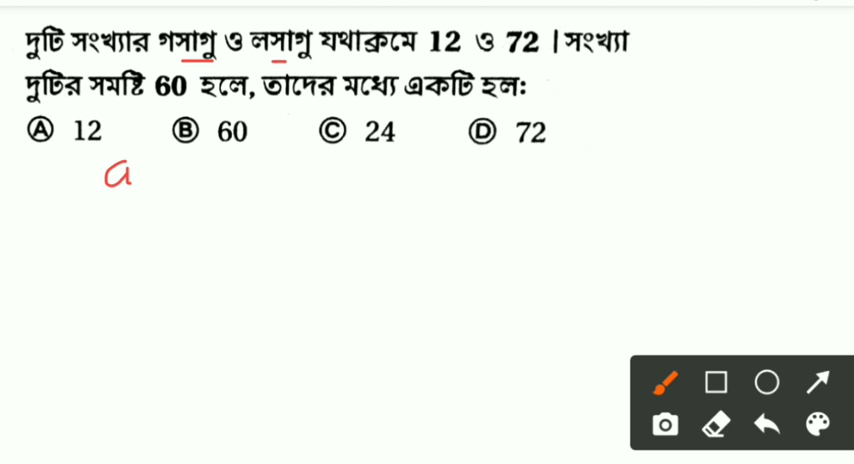 দুটি সংখ্যার গসাগু ও লসাগু যথাক্রমে 12 ও 72 | সংখ্যা
দুটির সমষ্টি 60 হলে, তাদের মধ্যে একটি হল:
Ⓐ 12 Ⓑ 60 Ⓒ 24 Ⓓ 72
a